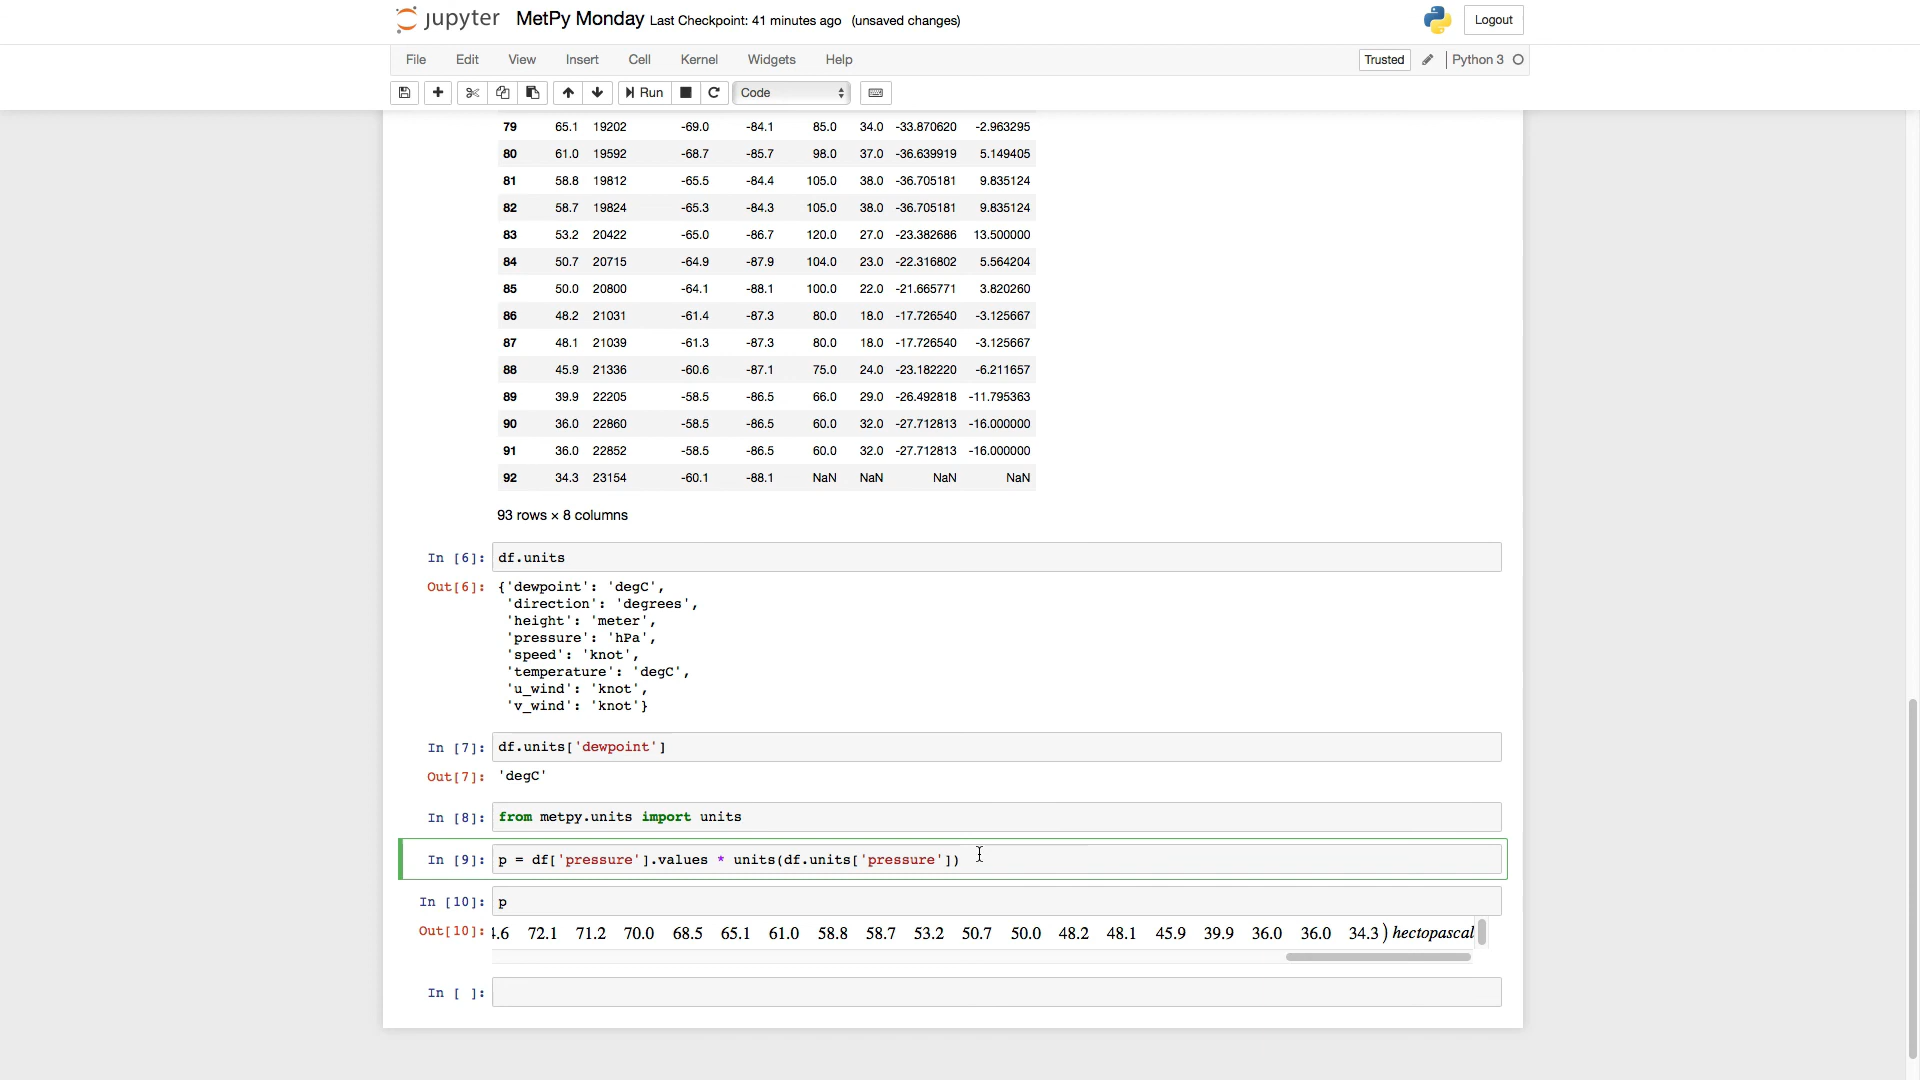 jupyter MetPy Monday Last Checkpoint: 41 minutes ago (unsaved changes) Logout
File Edit View Insert Cell Kernel Widgets Help Trusted Python 3
Run Code
79 65.1 19202 -69.0 -84.1 85.0 34.0 -33.870620 -2.963295
80 61.0 19592 -68.7 -85.7 98.0 37.0 -36.639919 5.149405
81 58.8 19812 -65.5 -84.4 105.0 38.0 -36.705181 9.835124
82 58.7 19824 -65.3 -84.3 105.0 38.0 -36.705181 9.835124
83 53.2 20422 -65.0 -86.7 120.0 27.0 -23.382686 13.500000
84 50.7 20715 -64.9 -87.9 104.0 23.0 -22.316802 5.564204
85 50.0 20800 -64.1 -88.1 100.0 22.0 -21.665771 3.820260
86 48.2 21031 -61.4 -87.3 80.0 18.0 -17.726540 -3.125667
87 48.1 21039 -61.3 -87.3 80.0 18.0 -17.726540 -3.125667
88 45.9 21336 -60.6 -87.1 75.0 24.0 -23.182220 -6.211657
89 39.9 22205 -58.5 -86.5 66.0 29.0 -26.492818 -11.795363
90 36.0 22860 -58.5 -86.5 60.0 32.0 -27.712813 -16.000000
91 36.0 22852 -58.5 -86.5 60.0 32.0 -27.712813 -16.000000
92 34.3 23154 -60.1 -88.1 NaN NaN NaN NaN
93 rows × 8 columns
In [6]: df.units
Out[6]: {'dewpoint': 'degC',
'direction': 'degrees',
'height': 'meter',
'pressure': 'hPa',
'speed': 'knot',
'temperature': 'degC',
'u_wind': 'knot',
'v_wind': 'knot'}
In [7]: df.units['dewpoint']
Out[7]: 'degC'
In [8]: from metpy.units import units
In [9]: p = df['pressure'].values * units(df.units['pressure'])
In [10]: p
Out[10]: .6 72.1 71.2 70.0 68.5 65.1 61.0 58.8 58.7 53.2 50.7 50.0 48.2 48.1 45.9 39.9 36.0 36.0 34.3) hectopascal
In [ ]: